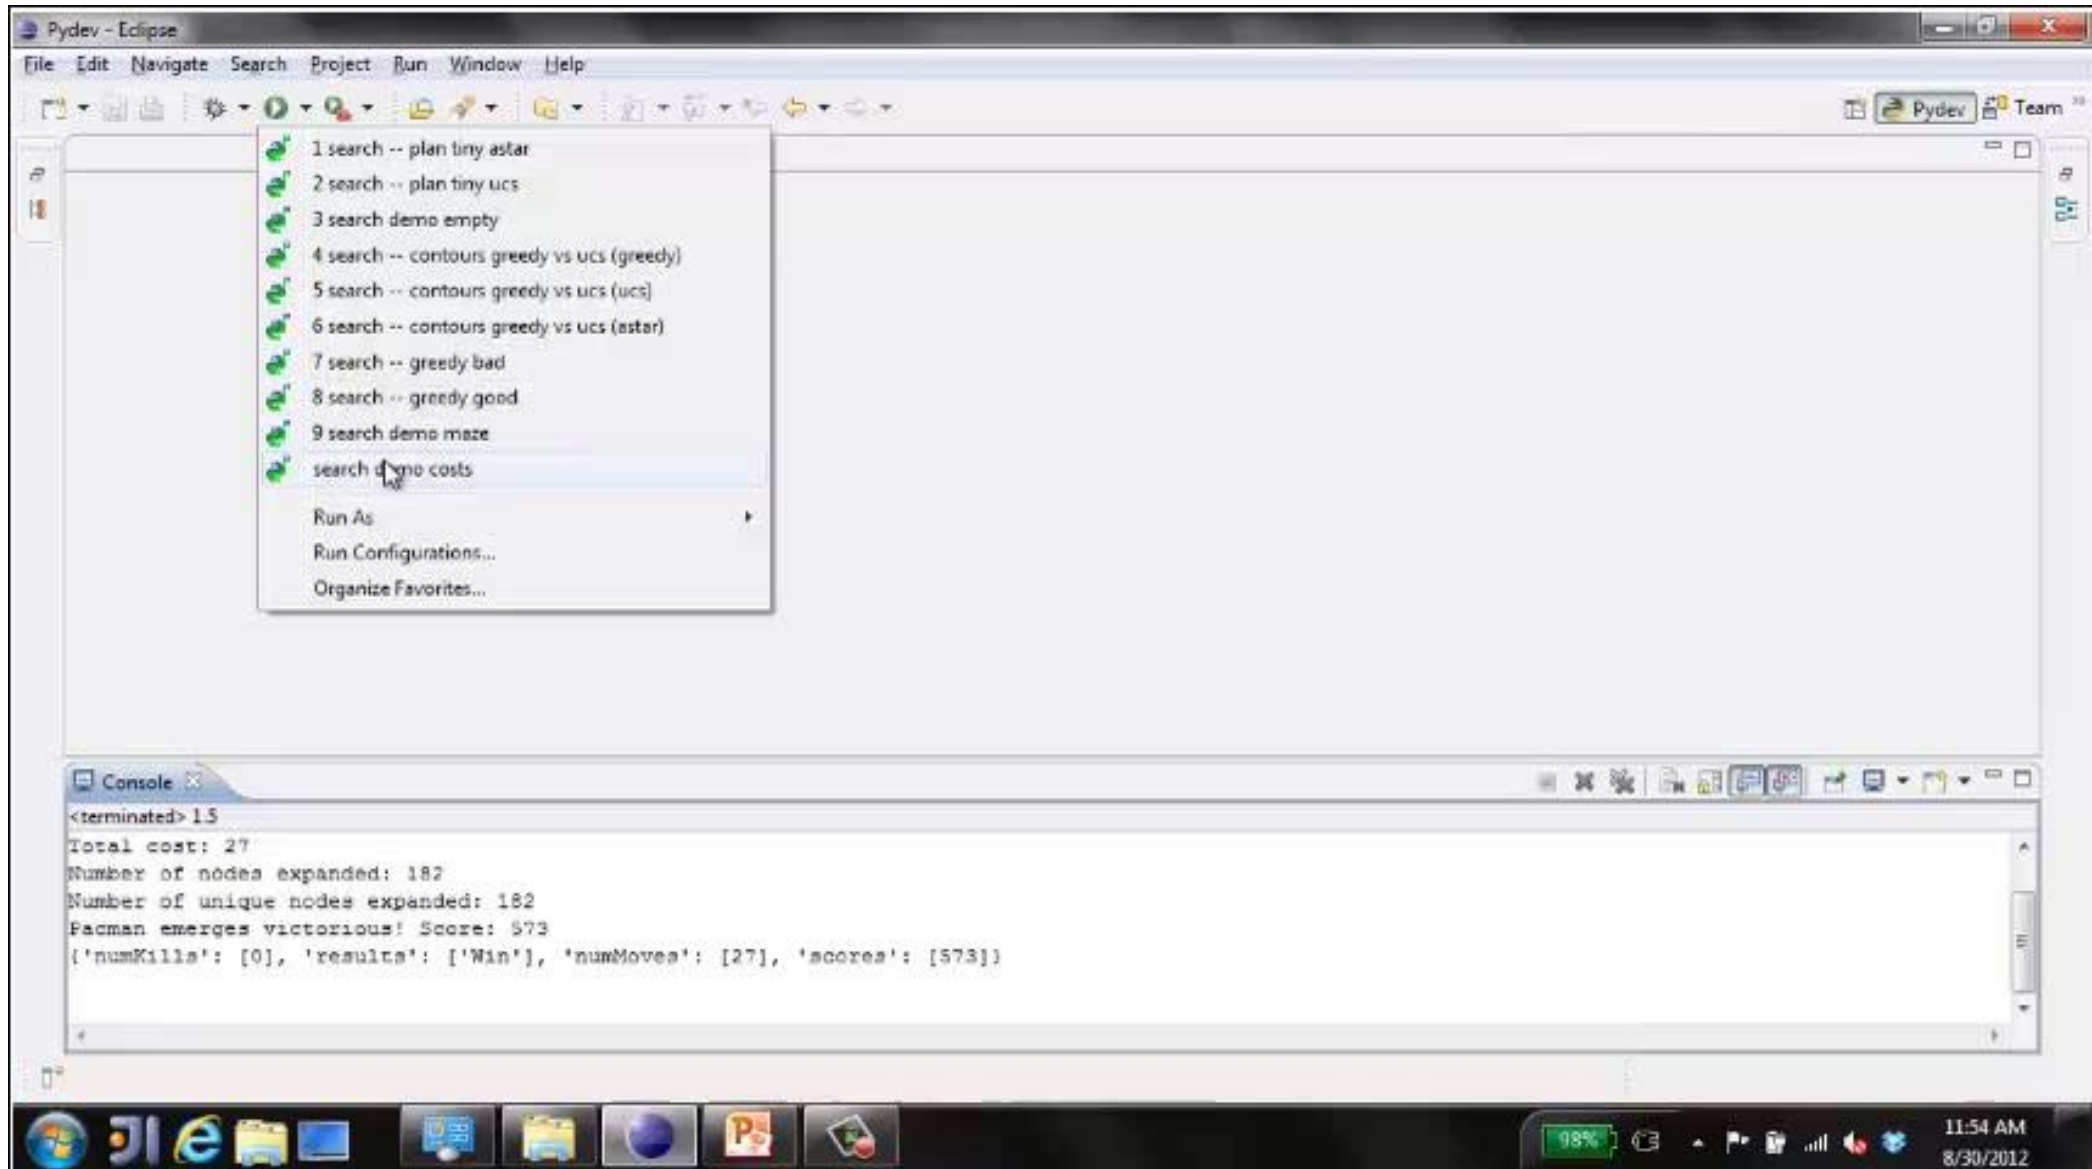 Pydev - Eclipse
File Edit Navigate Search Project Run Window Help
Pydev Team
1 search -- plan tiny astar
2 search -- plan tiny ucs
3 search demo empty
4 search -- contours greedy vs ucs (greedy)
5 search -- contours greedy vs ucs (ucs)
6 search -- contours greedy vs ucs (astar)
7 search -- greedy bad
8 search -- greedy good
9 search demo maze
search demo costs
Run As
Run Configurations...
Organize Favorites...
Console
<terminated> 1.5
Total cost: 27
Number of nodes expanded: 182
Number of unique nodes expanded: 182
Pacman emerges victorious! Score: 573
{'numKills': [0], 'results': ['Win'], 'numMoves': [27], 'scores': [573]}
98%
11:54 AM
8/30/2012